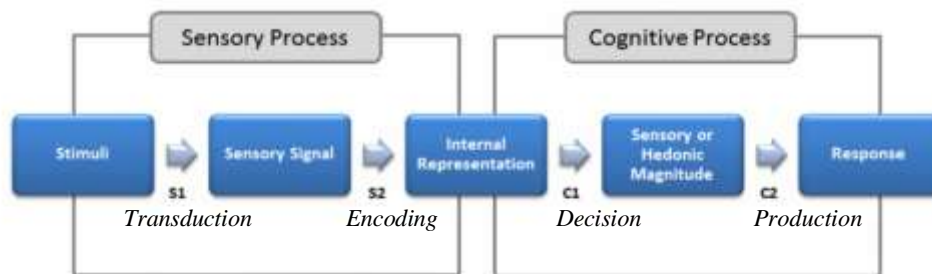 Sensory Process
Cognitive Process
Stimuli
Sensory Signal
Internal
Representation
Sensory or
Hedonic
Magnitude
Response
S1
S2
C1
C2
Transduction
Encoding
Decision
Production